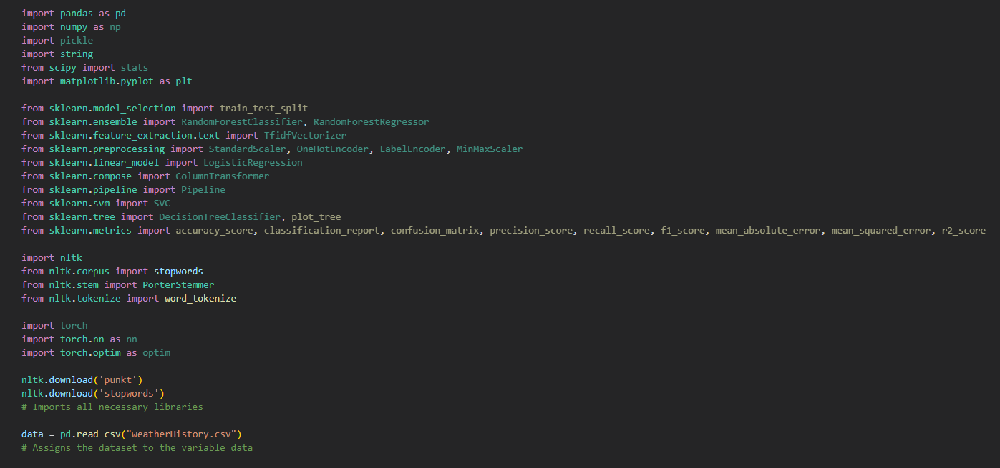 import pandas as pd
import numpy as np
import pickle
import string
from scipy import stats
import matplotlib.pyplot as plt
from sklearn.model_selection import train_test_split
from sklearn.ensemble import RandomForestClassifier, RandomForestRegressor
from sklearn.feature_extraction.text import TfidfVectorizer
from sklearn.preprocessing import StandardScaler, OneHotEncoder, LabelEncoder, MinMaxScaler
from sklearn.linear_model import LogisticRegression
from sklearn.compose import ColumnTransformer
from sklearn.pipeline import Pipeline
from sklearn.svm import SVC
from sklearn.tree import DecisionTreeClassifier, plot_tree
from sklearn.metrics import accuracy_score, classification_report, confusion_matrix, precision_score, recall_score, f1_score, mean_absolute_error, mean_squared_error, r2_score
import nltk
from nltk.corpus import stopwords
from nltk.stem import PorterStemmer
from nltk.tokenize import word_tokenize
import torch
import torch.nn as nn
import torch.optim as optim
nltk.download('punkt')
nltk.download('stopwords')
# Imports all necessary libraries
data = pd.read_csv("weatherHistory.csv")
# Assigns the dataset to the variable data